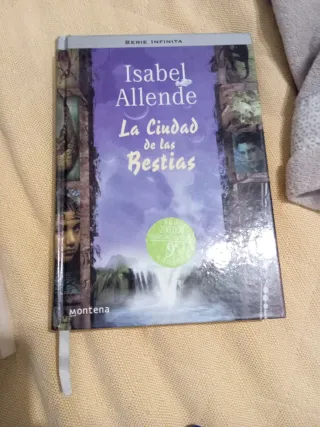 SERIE INFINITA
Isabel
Allende
La Ciudad
de las
Bestias
montena